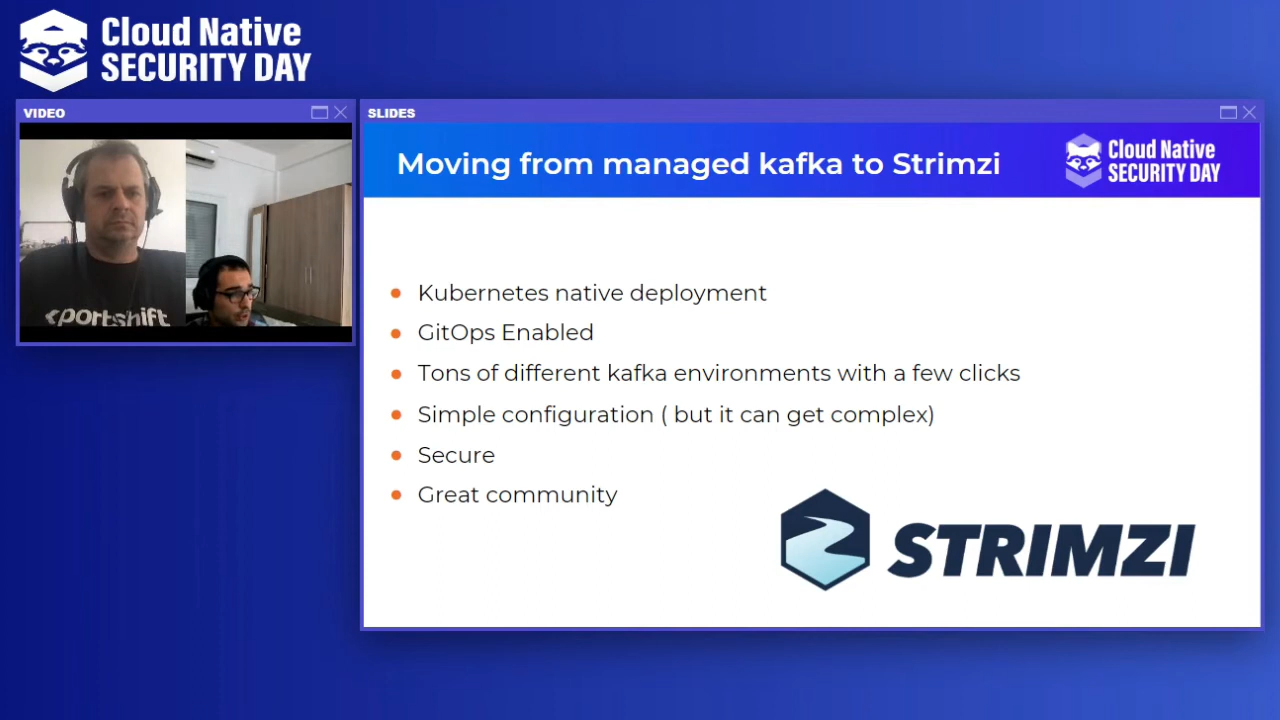 Cloud Native
SECURITY DAY
VIDEO
SLIDES
Moving from managed kafka to Strimzi
Cloud Native
SECURITY DAY
portshift
Kubernetes native deployment
GitOps Enabled
Tons of different kafka environments with a few clicks
Simple configuration ( but it can get complex)
Secure
Great community
STRIMZI